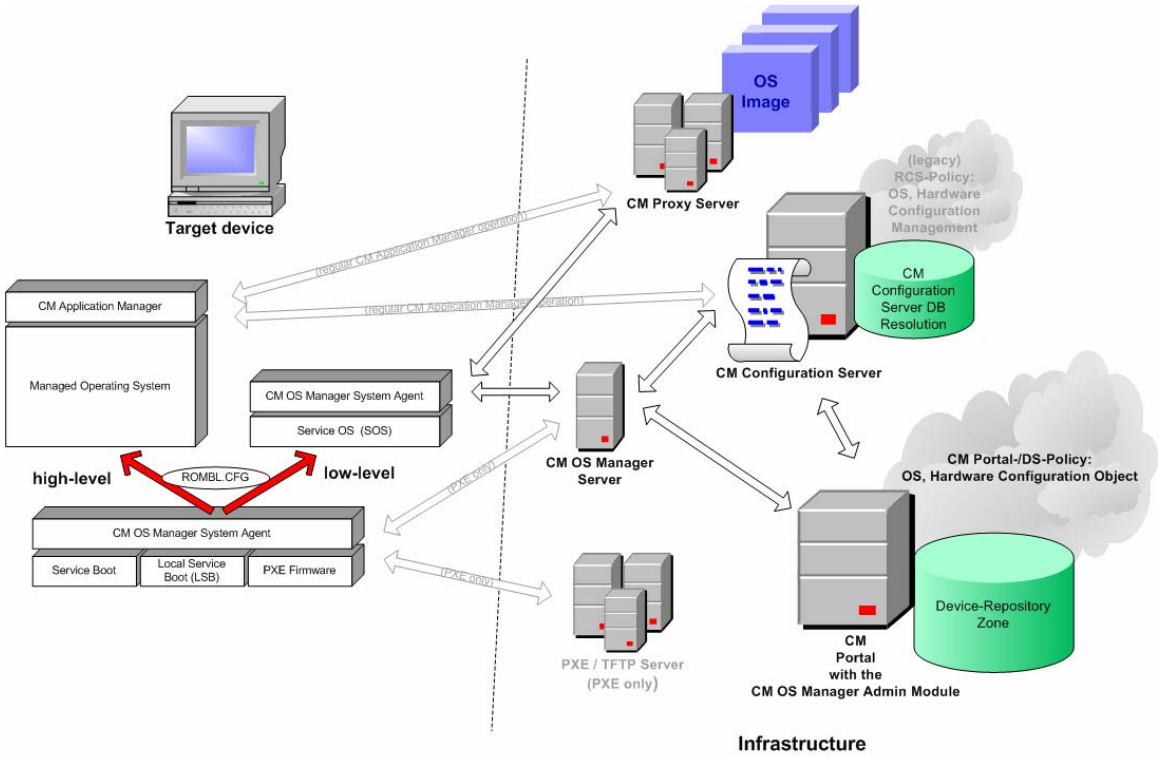 OS
Image
(legacy)
RCS-Policy:
OS, Hardware
Configuration
Management
CM Proxy Server
Target device
(regular CM Application Manager operation)
CM
Configuration
Server DB
Resolution
CM Application Manager
(regular CM Application Manager operation)
CM Configuration Server
Managed Operating System
CM OS Manager System Agent
Service OS (SOS)
high-level
ROMBL.CFG
low-level
(PXE only)
CM OS Manager
Server
CM Portal-/DS-Policy:
OS, Hardware Configuration Object
CM OS Manager System Agent
Service Boot
Local Service
Boot (LSB)
PXE Firmware
(PXE only)
Device-Repository
Zone
PXE / TFTP Server
(PXE only)
CM
Portal
with the
CM OS Manager Admin Module
Infrastructure